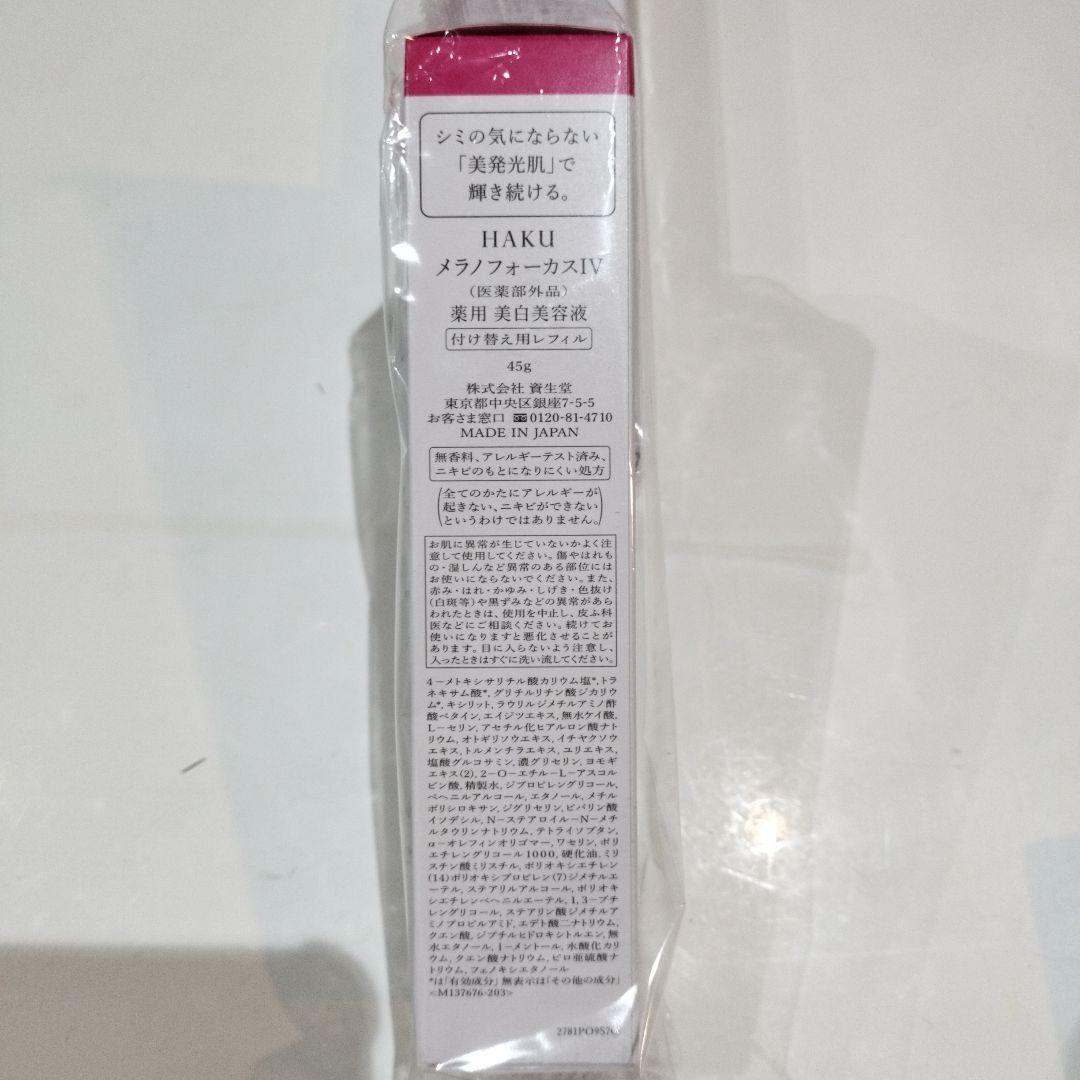 シミの気にならない
「美発光肌」で
輝き続ける。
HAKU
メラノフォーカスIV
（医薬部外品）
薬用 美白美容液
付け替え用レフィル
45g
株式会社 資生堂
東京都中央区銀座7-5-5
お客さま窓口 0120-81-4710
MADE IN JAPAN
無香料、アレルギーテスト済み、
ニキビのもとになりにくい処方
(全てのかたにアレルギーが
起きない、ニキビができない
というわけではありません。)
お肌に異常が生じていないかよく注
意して使用してください。傷やはれも
の・湿しんなど異常のある部位には
お使いにならないでください。また、
赤み・はれ・かゆみ・しげき・色抜け
(白斑等)や黒ずみなどの異常があら
われたときは、使用を中止し、皮ふ科
医などにご相談ください。続けてお
使いになりますと悪化させることが
あります。目に入らないよう注意し、
入ったときはすぐに洗い流してください。
4－メトキシサリチル酸カリウム塩*,トラ
ネキサム酸*, グリチルリチン酸ジカリウ
ム*, キシリット, ラウリルジメチルアミノ酢
酸ベタイン, エイジツエキス, 無水ケイ酸,
L－セリン, アセチル化ヒアルロン酸ナト
リウム, オトギリソウエキス, イチヤクソウ
エキス,トルメンチラエキス, ユリエキス,
塩酸グルコサミン, 濃グリセリン, ヨモギ
エキス(2), 2－O－エチル－L－アスコル
ビン酸, 精製水, ジプロピレングリコール,
ベヘニルアルコール, エタノール, メチル
ポリシロキサン, ジグリセリン, ピバリン酸
イソデシル, N－ステアロイル－N－メチ
ルタウリンナトリウム, テトライソブタン,
α－オレフィンオリゴマー, ワセリン, ポリ
エチレングリコール1000, 硬化油, ミリ
スチン酸ミリスチル, ポリオキシエチレン
(14)ポリオキシプロピレン(7)ジメチルエ
ーテル, ステアリルアルコール, ポリオキ
シエチレンベヘニルエーテル, 1, 3－ブチ
レングリコール, ステアリン酸ジメチルア
ミノプロピルアミド, エデト酸二ナトリウム,
クエン酸, ジブチルヒドロキシトルエン, 無
水エタノール, l－メントール, 水酸化カリ
ウム, クエン酸ナトリウム, ピロ亜硫酸ナ
トリウム, フェノキシエタノール
*は「有効成分」無表示は「その他の成分」
<M137676-203>